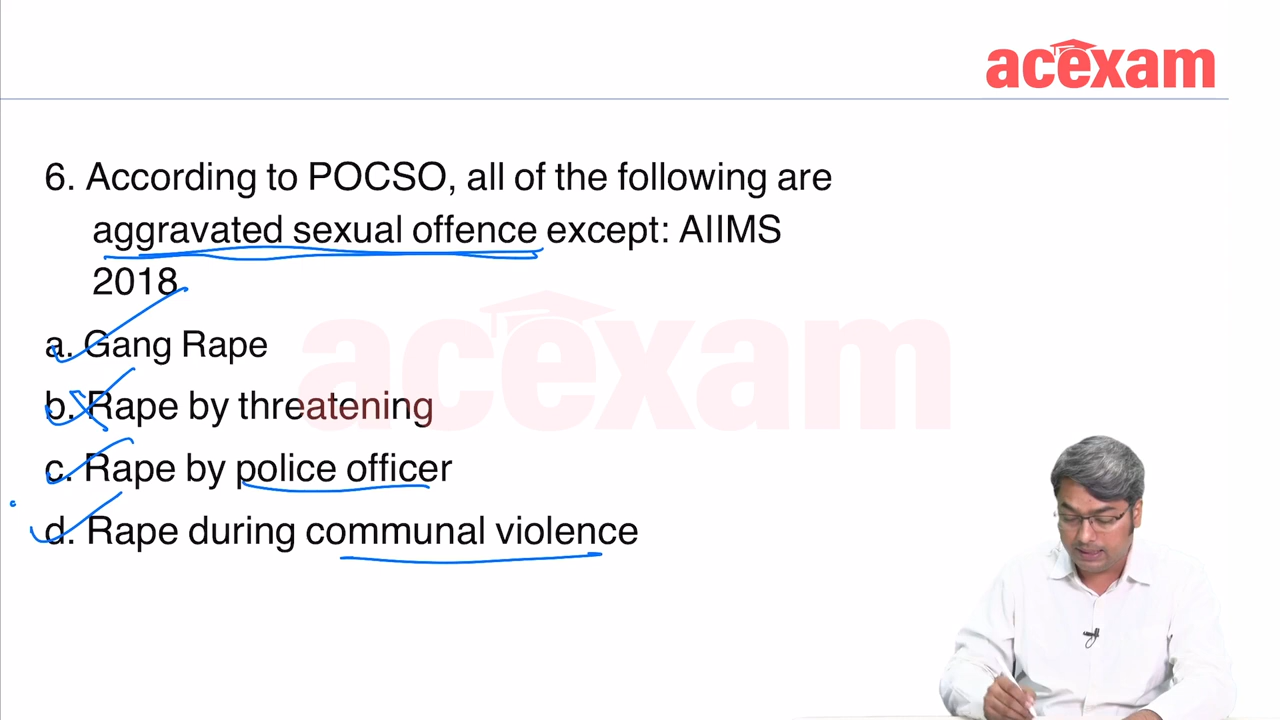 acexam
6. According to POCSO, all of the following are
aggravated sexual offence except: AIIMS
2018
acexam
a. Gang Rape
b. Rape by threatening
c. Rape by police officer
d. Rape during communal violence